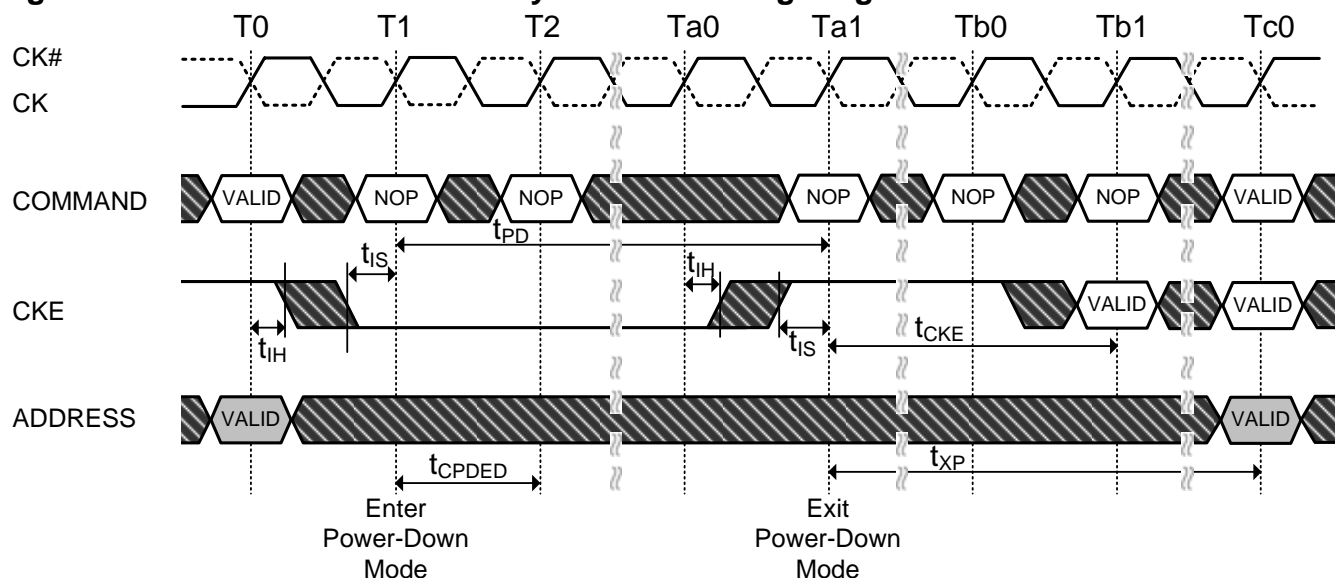 T0 T1 T2 Ta0 Ta1 Tb0 Tb1 Tc0
CK#
CK
COMMAND VALID NOP NOP NOP NOP NOP VALID
tPD
tIS tIH
CKE VALID VALID
tIH tIS tCKE
ADDRESS VALID VALID
tCPDED tXP
Enter
Power-Down
Mode
Exit
Power-Down
Mode